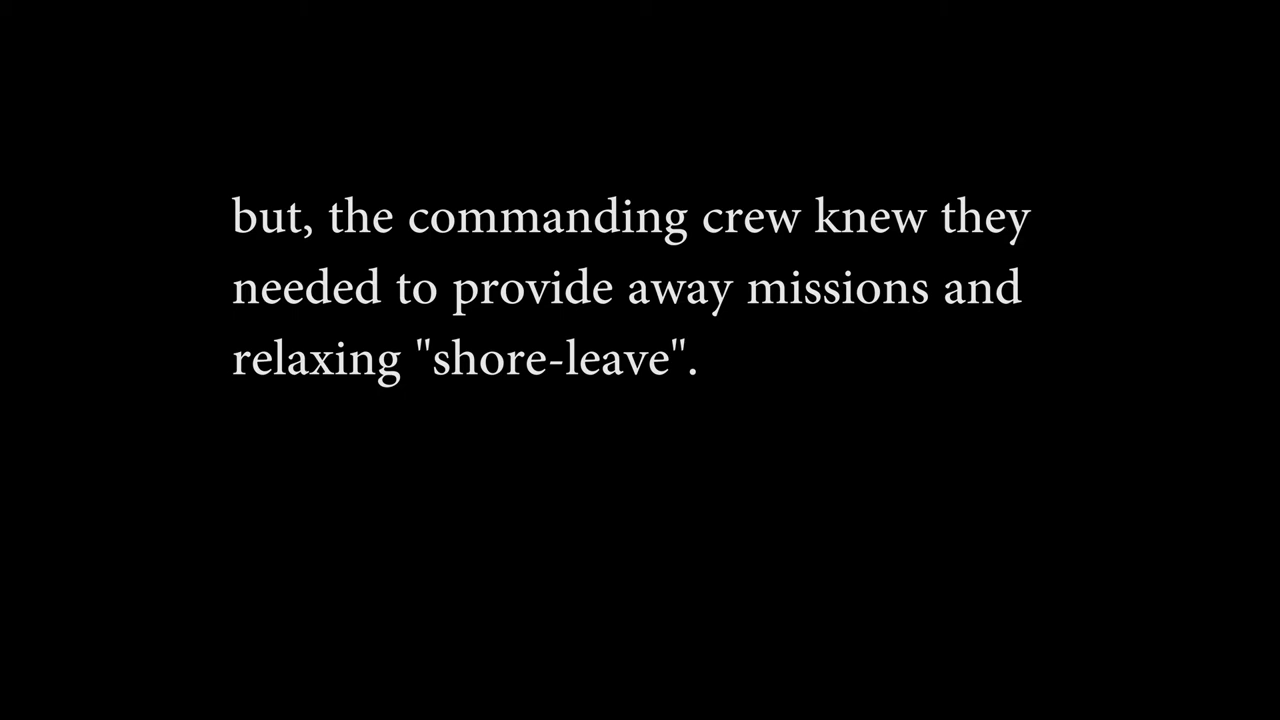 but, the commanding crew knew they
needed to provide away missions and
relaxing "shore-leave".